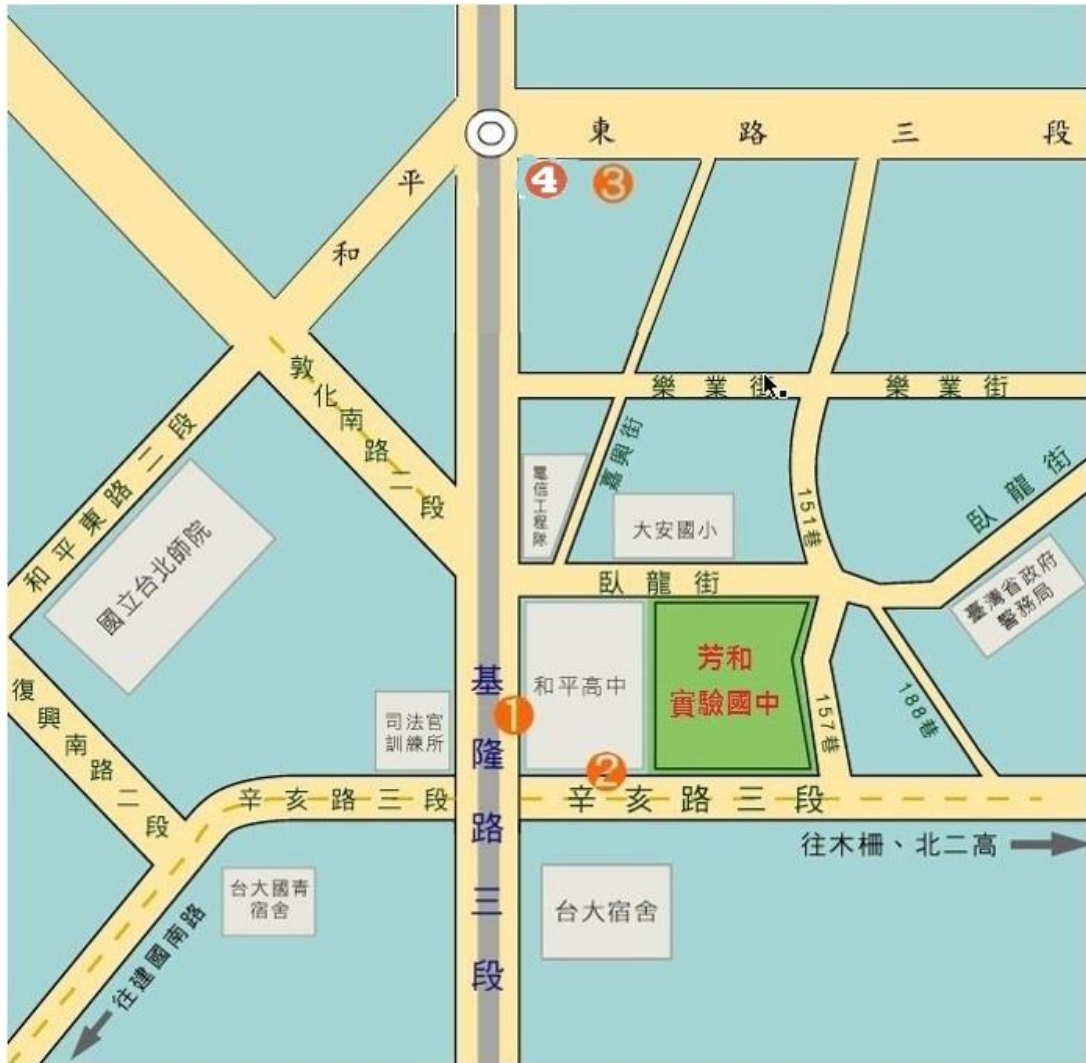 東路三段
4
3
和平
敦化南路二段
樂業街
樂業街
嘉興街
和平東路二段
電信工程隊
大安國小
151巷
臥龍街
國立台北師院
臥龍街
臺灣省政府
警務局
芳和
實驗國中
和平高中
1
基隆路三段
復興南路二段
司法官
訓練所
157巷
188巷
2
辛亥路三段
辛亥路三段
往木柵、北二高
台大國青
宿舍
台大宿舍
往建國南路